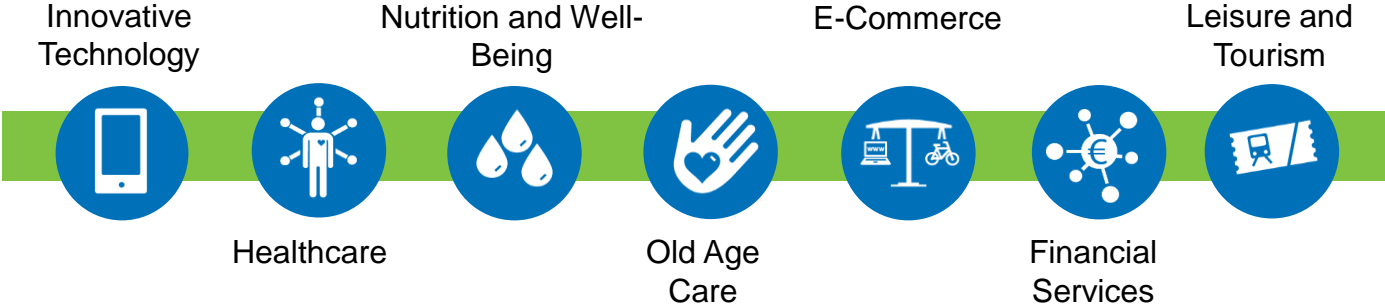 Innovative
Technology
Healthcare
Nutrition and Well-
Being
Old Age
Care
E-Commerce
www
Financial
Services
€
Leisure and
Tourism